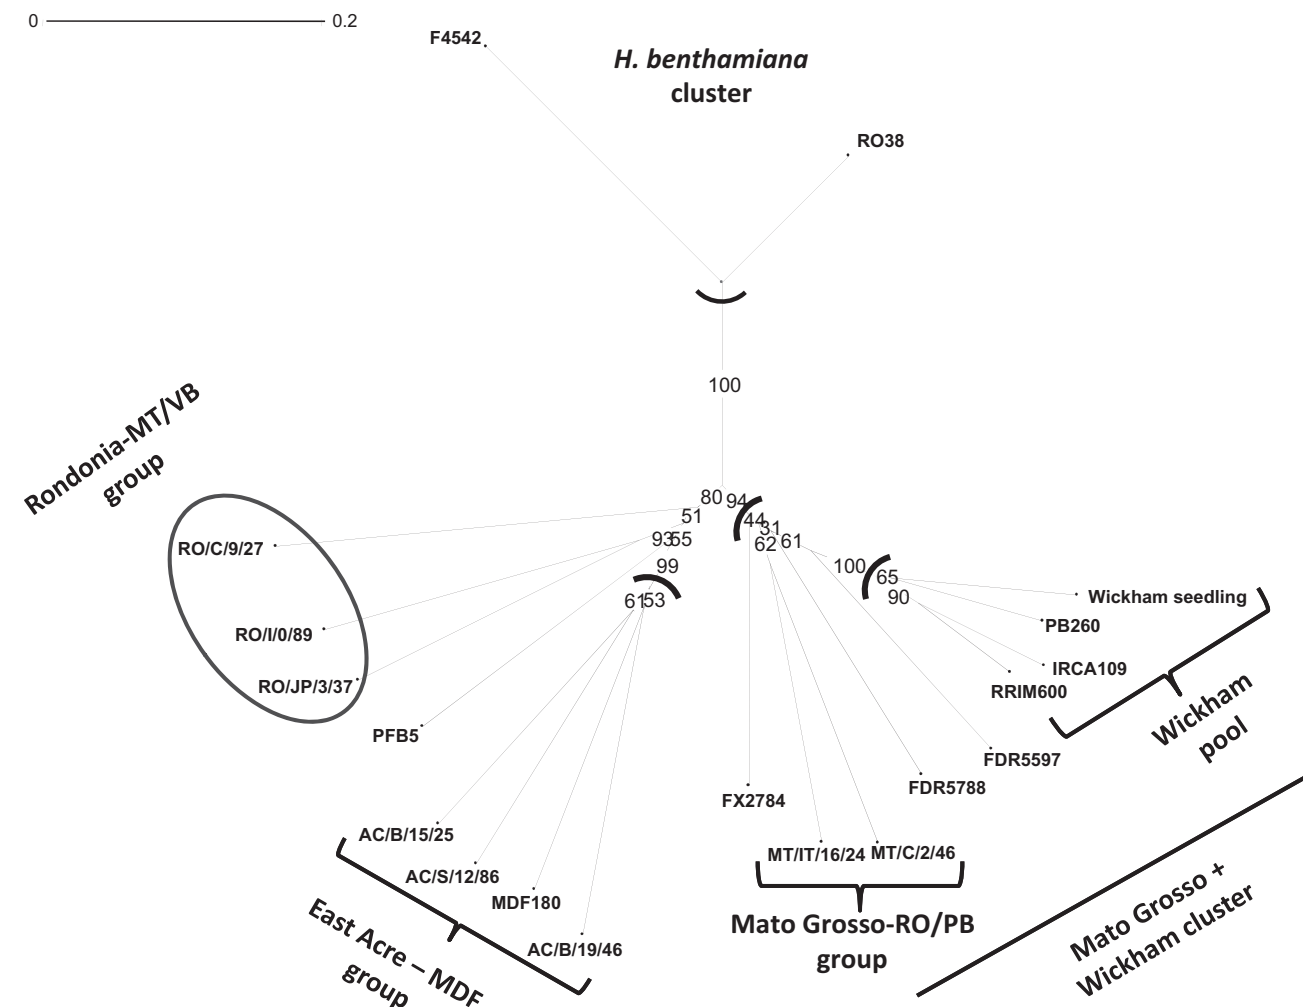 0
0.2
F4542
H. benthamiana
cluster
RO38
100
Rondonia-MT/VB
group
80
94
51
44
31
93
55
62
61
99
100
65
90
61
53
RO/C/9/27
RO/I/0/89
RO/JP/3/37
PFB5
Wickham seedling
PB260
IRCA109
RRIM600
Wickham
pool
FDR5597
FDR5788
FX2784
MT/IT/16/24
MT/C/2/46
Mato Grosso-RO/PB
group
Mato Grosso +
Wickham cluster
AC/B/15/25
AC/S/12/86
MDF180
AC/B/19/46
East Acre – MDF
group